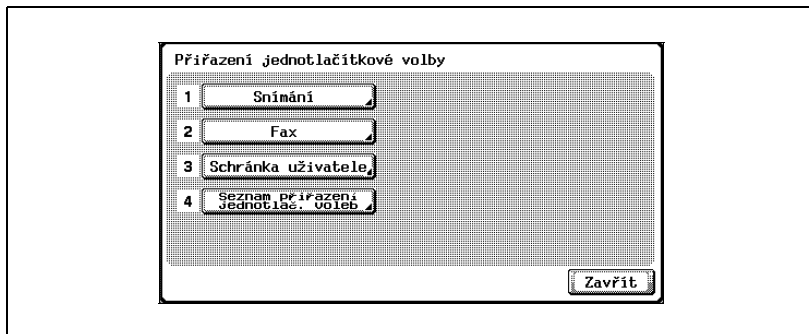 Přiřazení jednotlačítkové volby
1 Snímání
2 Fax
3 Schránka uživatele
4 Seznam přiřazení
jednotlač. voleb
Zavřít